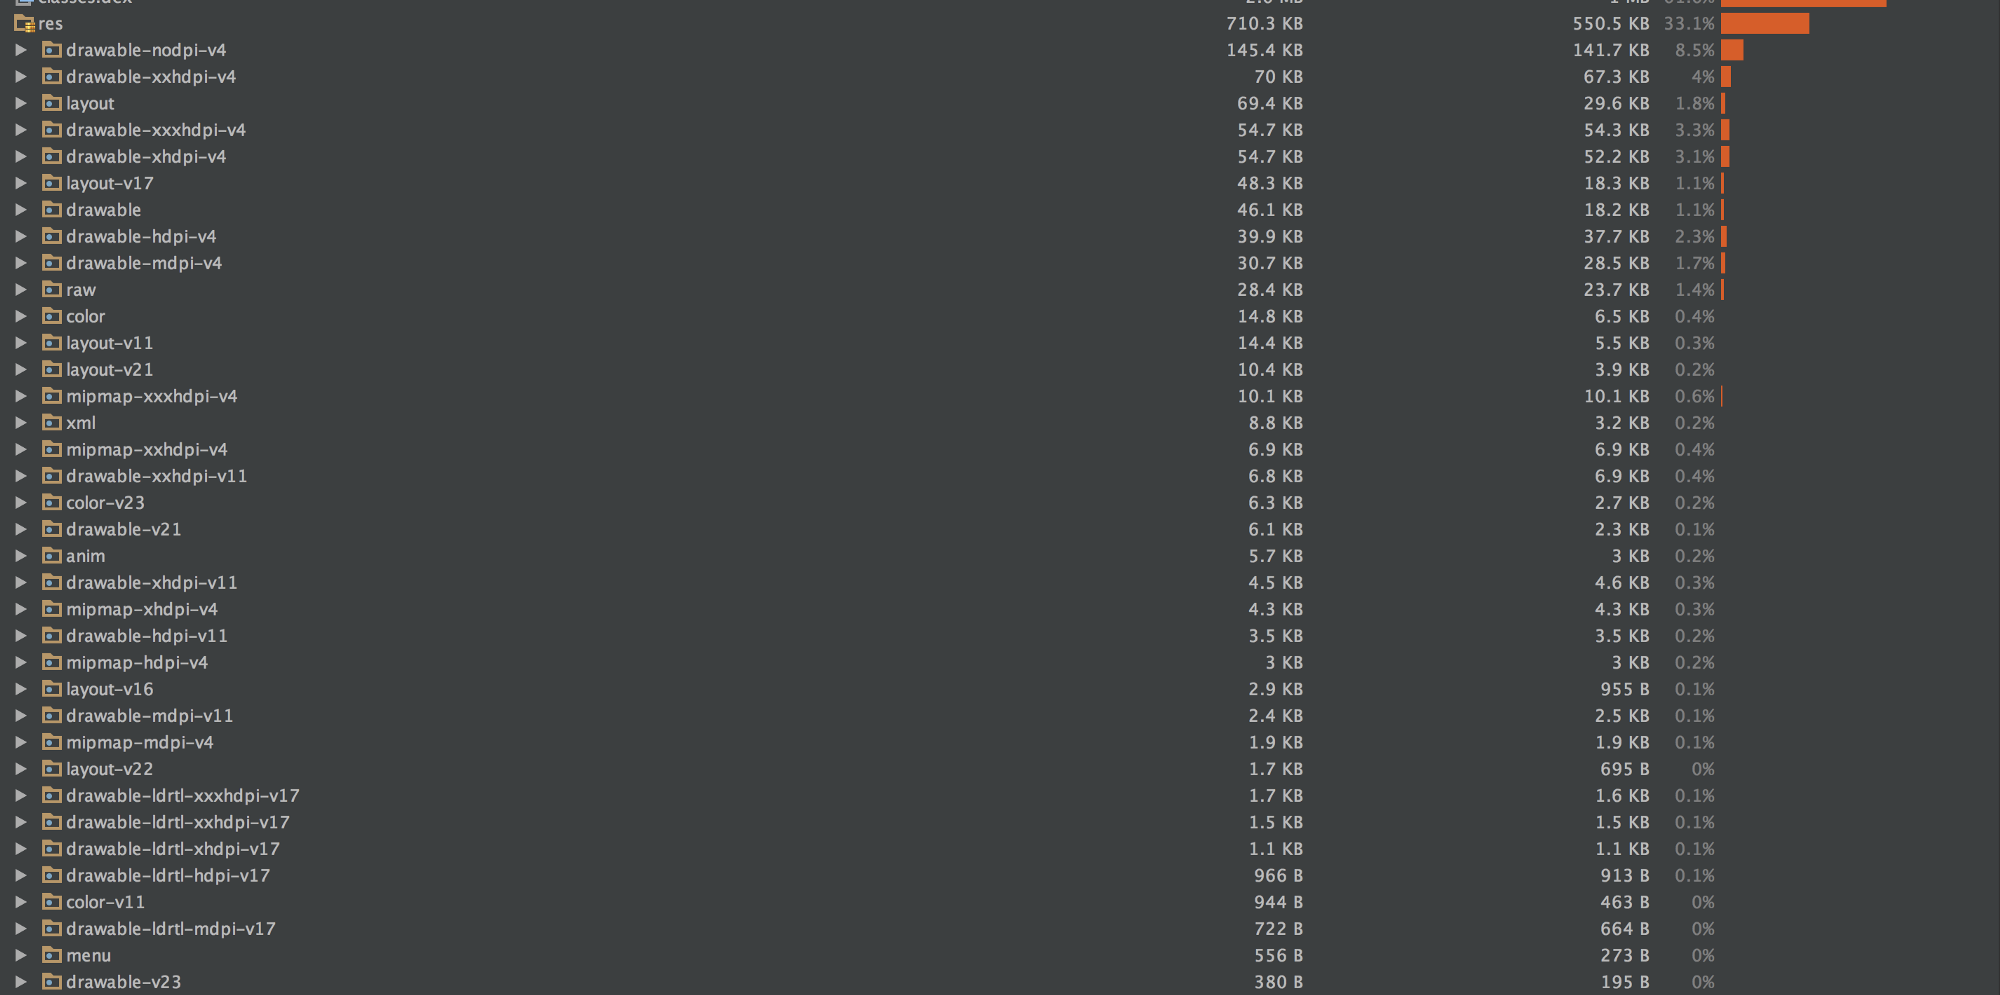 classes.dex 2.6 MB 1 MB 61.6%
res 710.3 KB 550.5 KB 33.1%
drawable-nodpi-v4 145.4 KB 141.7 KB 8.5%
drawable-xxhdpi-v4 70 KB 67.3 KB 4%
layout 69.4 KB 29.6 KB 1.8%
drawable-xxxhdpi-v4 54.7 KB 54.3 KB 3.3%
drawable-xhdpi-v4 54.7 KB 52.2 KB 3.1%
layout-v17 48.3 KB 18.3 KB 1.1%
drawable 46.1 KB 18.2 KB 1.1%
drawable-hdpi-v4 39.9 KB 37.7 KB 2.3%
drawable-mdpi-v4 30.7 KB 28.5 KB 1.7%
raw 28.4 KB 23.7 KB 1.4%
color 14.8 KB 6.5 KB 0.4%
layout-v11 14.4 KB 5.5 KB 0.3%
layout-v21 10.4 KB 3.9 KB 0.2%
mipmap-xxxhdpi-v4 10.1 KB 10.1 KB 0.6%
xml 8.8 KB 3.2 KB 0.2%
mipmap-xxhdpi-v4 6.9 KB 6.9 KB 0.4%
drawable-xxhdpi-v11 6.8 KB 6.9 KB 0.4%
color-v23 6.3 KB 2.7 KB 0.2%
drawable-v21 6.1 KB 2.3 KB 0.1%
anim 5.7 KB 3 KB 0.2%
drawable-xhdpi-v11 4.5 KB 4.6 KB 0.3%
mipmap-xhdpi-v4 4.3 KB 4.3 KB 0.3%
drawable-hdpi-v11 3.5 KB 3.5 KB 0.2%
mipmap-hdpi-v4 3 KB 3 KB 0.2%
layout-v16 2.9 KB 955 B 0.1%
drawable-mdpi-v11 2.4 KB 2.5 KB 0.1%
mipmap-mdpi-v4 1.9 KB 1.9 KB 0.1%
layout-v22 1.7 KB 695 B 0%
drawable-ldrtl-xxxhdpi-v17 1.7 KB 1.6 KB 0.1%
drawable-ldrtl-xxhdpi-v17 1.5 KB 1.5 KB 0.1%
drawable-ldrtl-xhdpi-v17 1.1 KB 1.1 KB 0.1%
drawable-ldrtl-hdpi-v17 966 B 913 B 0.1%
color-v11 944 B 463 B 0%
drawable-ldrtl-mdpi-v17 722 B 664 B 0%
menu 556 B 273 B 0%
drawable-v23 380 B 195 B 0%